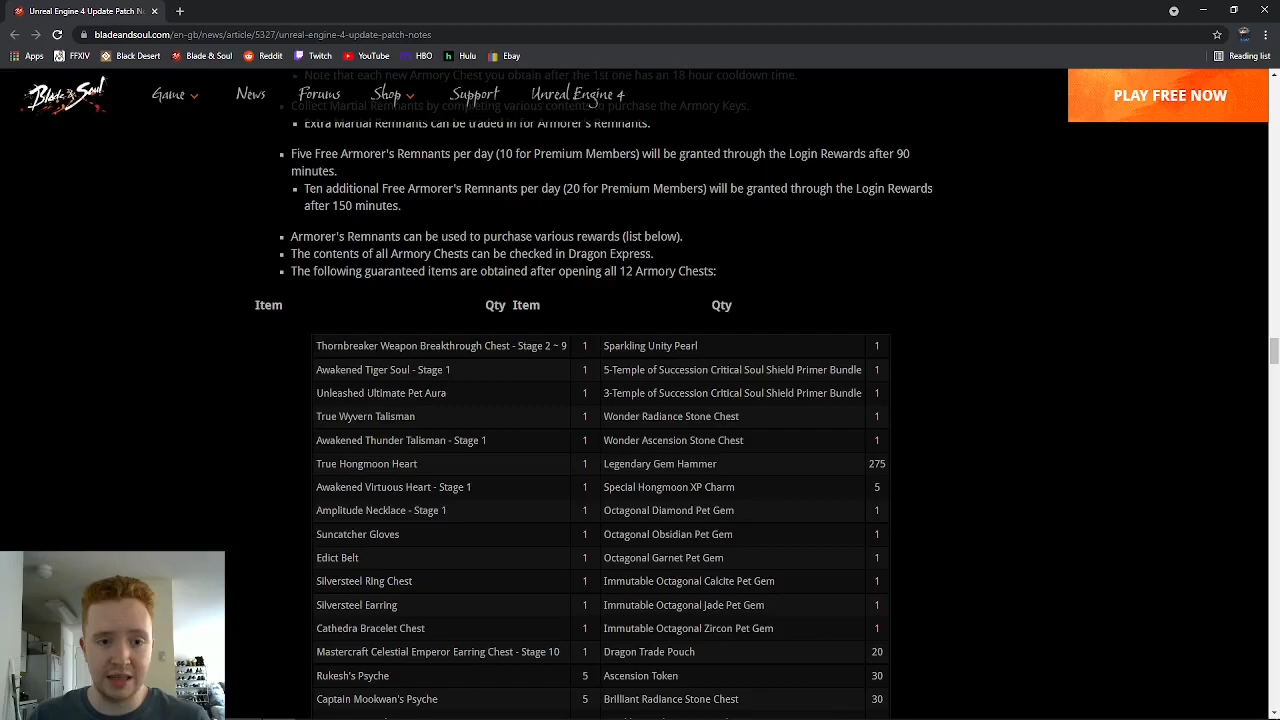 Unreal Engine 4 Update Patch No
bladeandsoul.com/en-gb/news/article/5327/unreal-engine-4-update-patch-notes
Apps FFXIV Black Desert Blade & Soul Reddit Twitch YouTube HBO Hulu Ebay Reading list
Note that each new Armory Chest you obtain after the 1st one has an 18 hour cooldown time.
Blade & Soul Game News Forums Shop Support Unreal Engine 4 PLAY FREE NOW
Collect Martial Remnants by completing various contents to purchase the Armory Keys.
Extra Martial Remnants can be traded in for Armorer's Remnants.
Five Free Armorer's Remnants per day (10 for Premium Members) will be granted through the Login Rewards after 90
minutes.
Ten additional Free Armorer's Remnants per day (20 for Premium Members) will be granted through the Login Rewards
after 150 minutes.
Armorer's Remnants can be used to purchase various rewards (list below).
The contents of all Armory Chests can be checked in Dragon Express.
The following guaranteed items are obtained after opening all 12 Armory Chests:
Item Qty Item Qty
Thornbreaker Weapon Breakthrough Chest - Stage 2 ~ 9 1 Sparkling Unity Pearl 1
Awakened Tiger Soul - Stage 1 1 5-Temple of Succession Critical Soul Shield Primer Bundle 1
Unleashed Ultimate Pet Aura 1 3-Temple of Succession Critical Soul Shield Primer Bundle 1
True Wyvern Talisman 1 Wonder Radiance Stone Chest 1
Awakened Thunder Talisman - Stage 1 1 Wonder Ascension Stone Chest 1
True Hongmoon Heart 1 Legendary Gem Hammer 275
Awakened Virtuous Heart - Stage 1 1 Special Hongmoon XP Charm 5
Amplitude Necklace - Stage 1 1 Octagonal Diamond Pet Gem 1
Suncatcher Gloves 1 Octagonal Obsidian Pet Gem 1
Edict Belt 1 Octagonal Garnet Pet Gem 1
Silversteel Ring Chest 1 Immutable Octagonal Calcite Pet Gem 1
Silversteel Earring 1 Immutable Octagonal Jade Pet Gem 1
Cathedra Bracelet Chest 1 Immutable Octagonal Zircon Pet Gem 1
Mastercraft Celestial Emperor Earring Chest - Stage 10 1 Dragon Trade Pouch 20
Rukesh's Psyche 5 Ascension Token 30
Captain Mookwan's Psyche 5 Brilliant Radiance Stone Chest 30